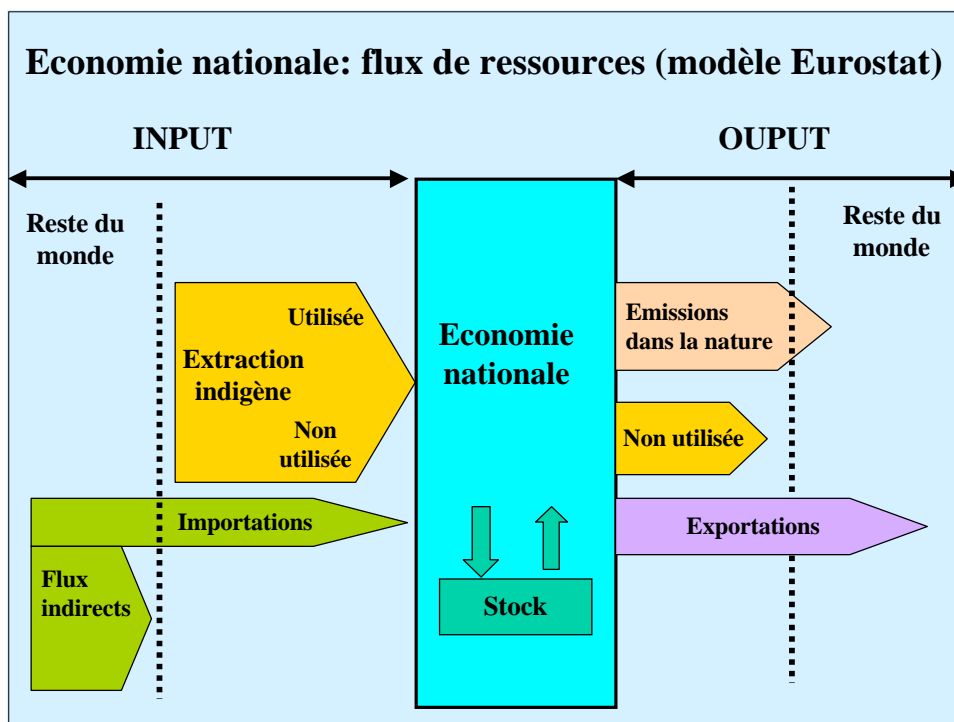 Economie nationale: flux de ressources (modèle Eurostat)
INPUT
OUPUT
Reste du
monde
Reste du
monde
Utilisée
Extraction
indigène
Non
utilisée
Importations
Flux
indirects
Economie
nationale
Stock
Emissions
dans la nature
Non utilisée
Exportations